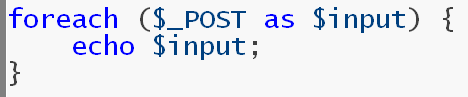 foreach ($_POST as $input) {
    echo $input;
}